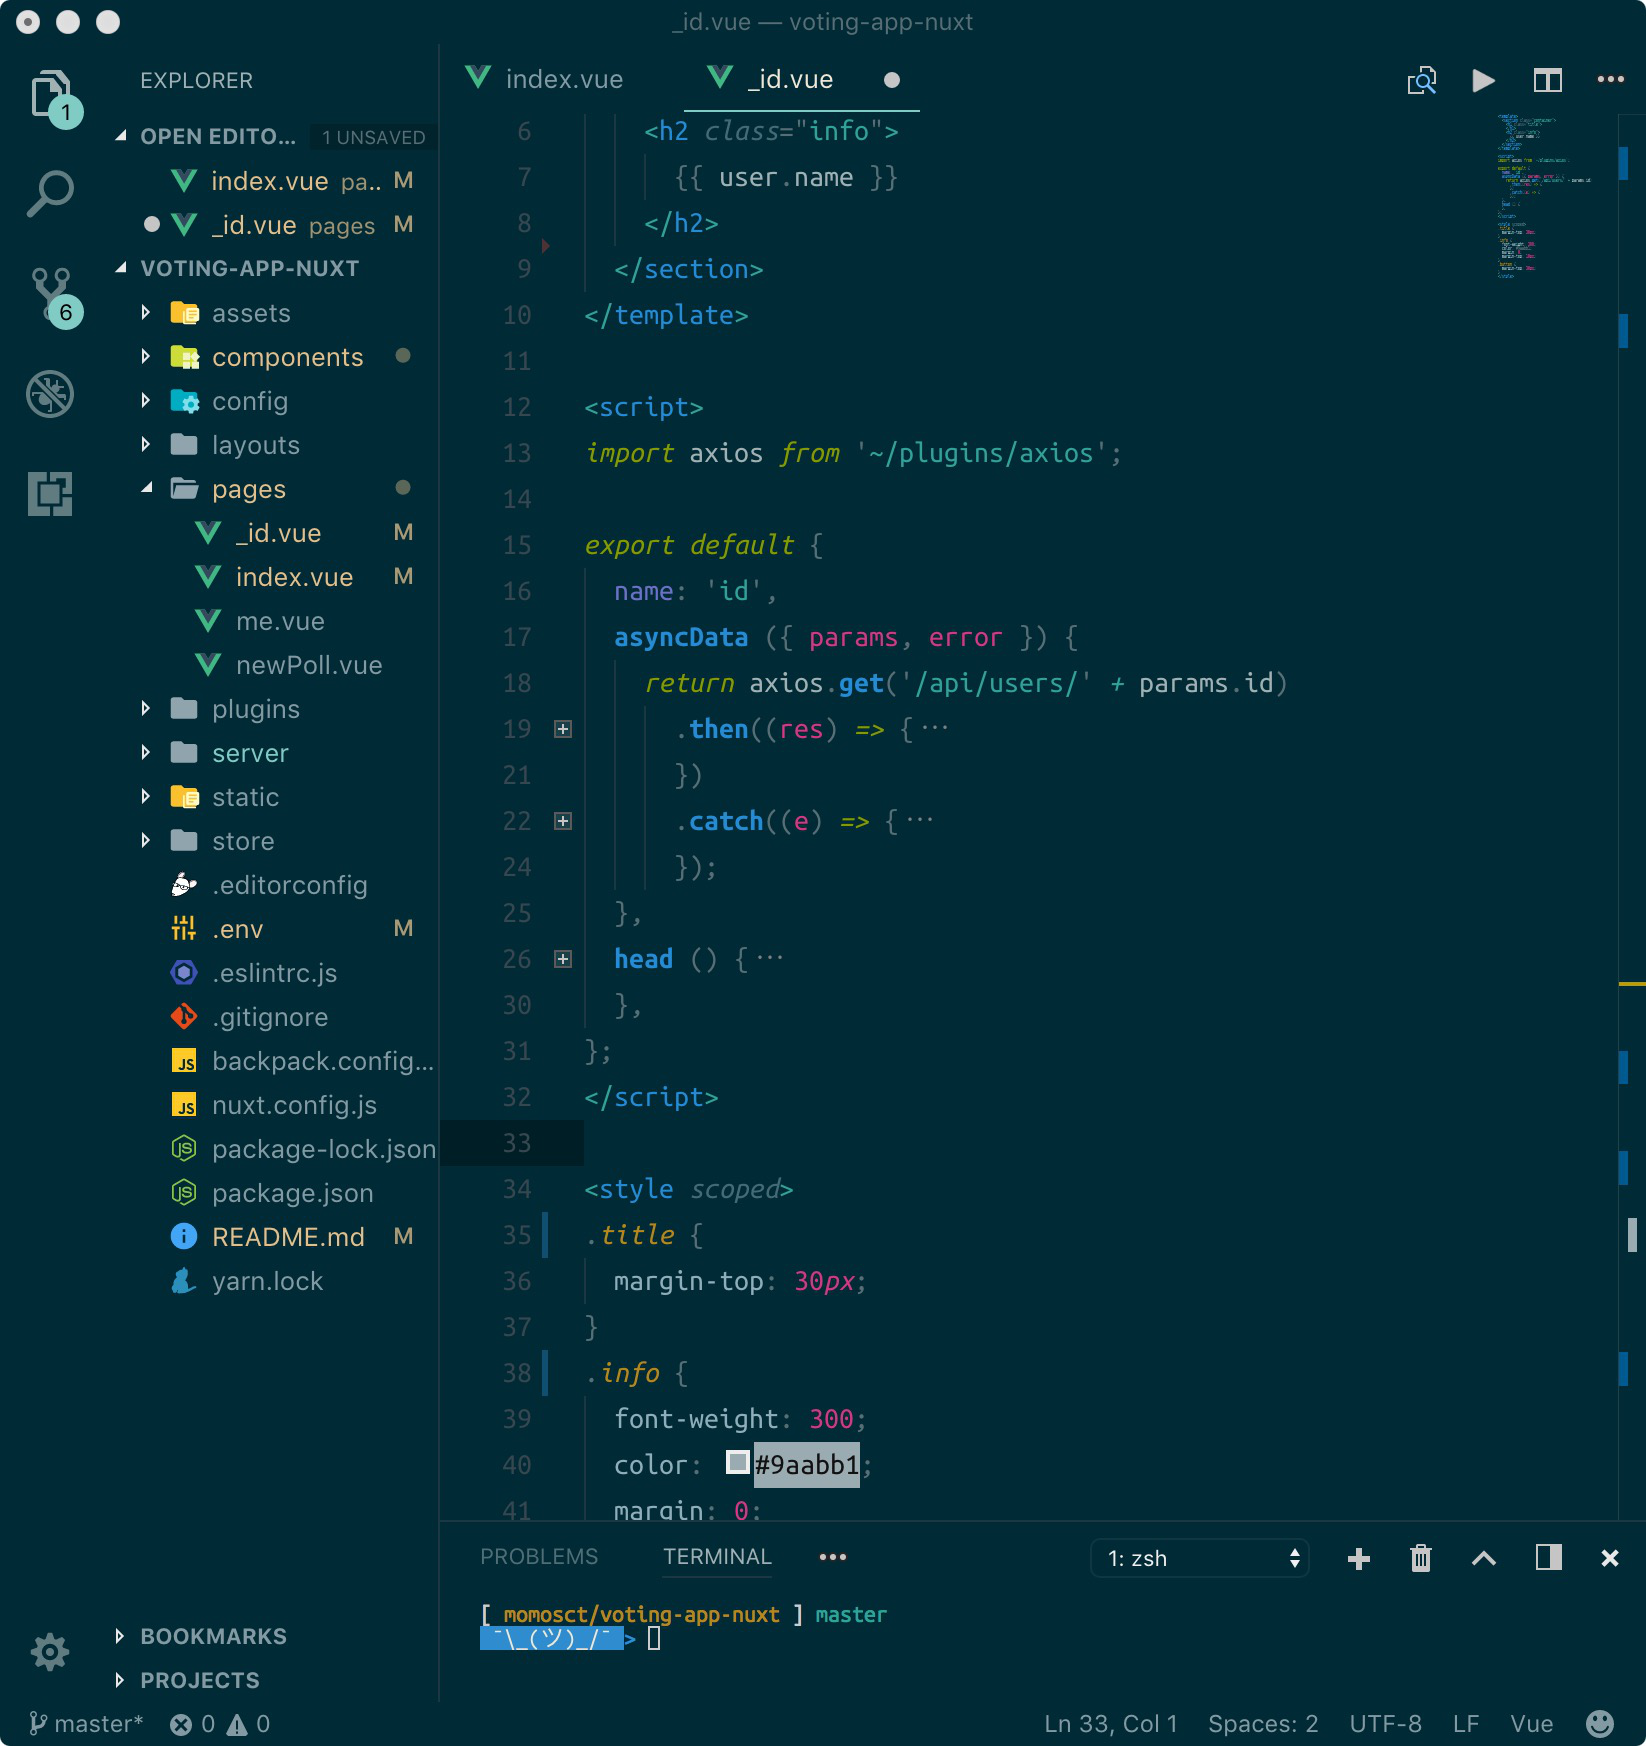 _id.vue — voting-app-nuxt
EXPLORER
1
OPEN EDITO... 1 UNSAVED
index.vue pa.. M
_id.vue pages M
VOTING-APP-NUXT
6
assets
components
config
layouts
pages
_id.vue M
index.vue M
me.vue
newPoll.vue
plugins
server
static
store
.editorconfig
.env M
.eslintrc.js
.gitignore
JS backpack.config...
JS nuxt.config.js
JS package-lock.json
JS package.json
i README.md M
yarn.lock
BOOKMARKS
PROJECTS
index.vue _id.vue
6 <h2 class="info">
7 {{ user.name }}
8 </h2>
9 </section>
10 </template>
11
12 <script>
13 import axios from '~/plugins/axios';
14
15 export default {
16 name: 'id',
17 asyncData ({ params, error }) {
18 return axios.get('/api/users/' + params.id)
19 .then((res) => {···
21 })
22 .catch((e) => {···
24 });
25 },
26 head () {···
30 },
31 };
32 </script>
33
34 <style scoped>
35 .title {
36 margin-top: 30px;
37 }
38 .info {
39 font-weight: 300;
40 color: #9aabb1;
41 margin: 0;
PROBLEMS TERMINAL ••• 1: zsh
[ momosct/voting-app-nuxt ] master
¯\_(ツ)_/¯ >
master* 0 0 Ln 33, Col 1 Spaces: 2 UTF-8 LF Vue